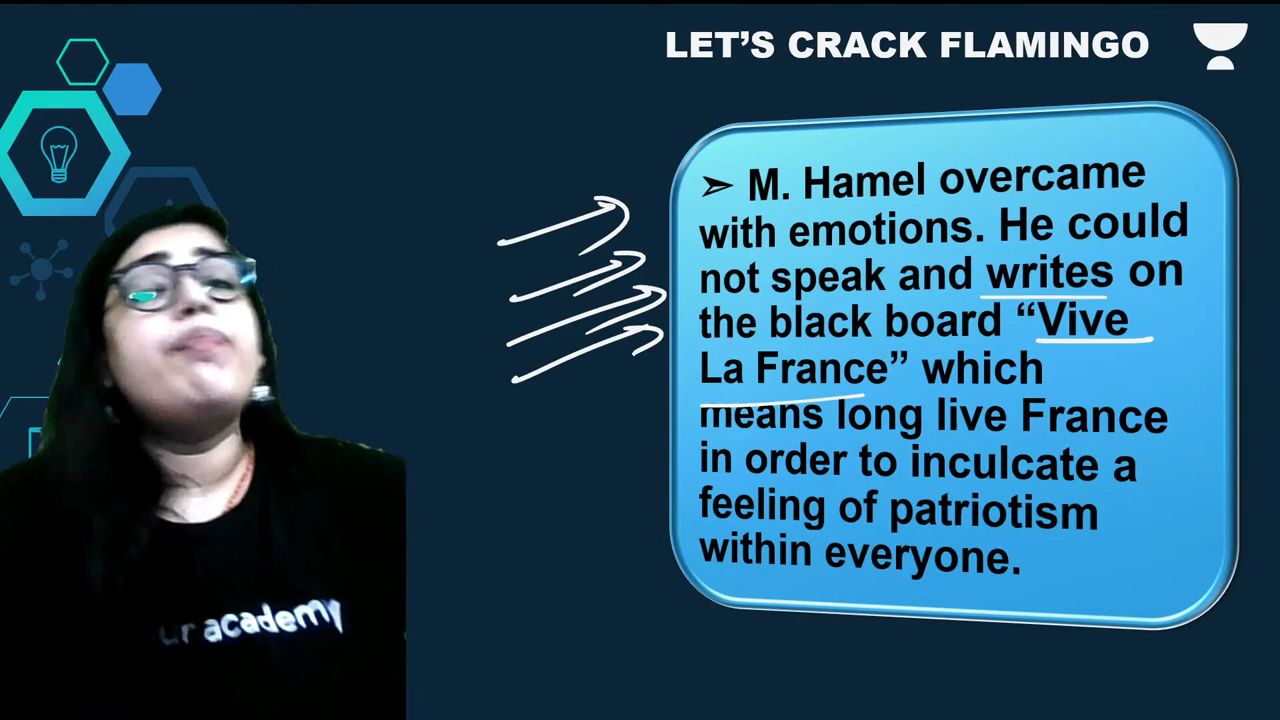 LET'S CRACK FLAMINGO
➢ M. Hamel overcame
with emotions. He could
not speak and writes on
the black board “Vive
La France” which
means long live France
in order to inculcate a
feeling of patriotism
within everyone.
ur academy